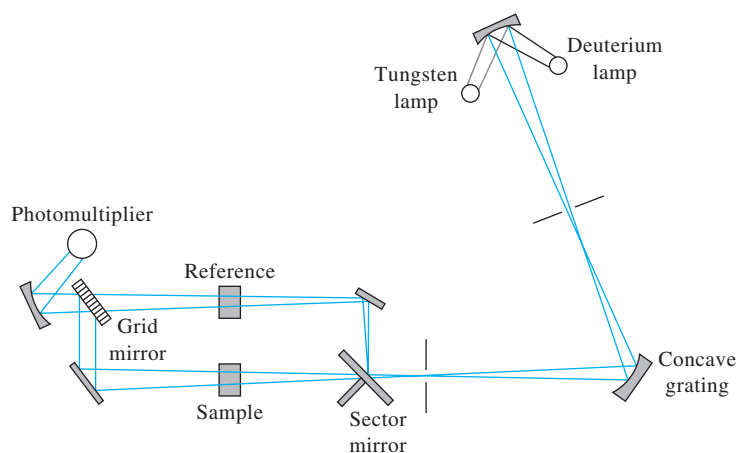 Deuterium
lamp
Tungsten
lamp
Photomultiplier
Reference
Grid
mirror
Sample
Sector
mirror
Concave
grating